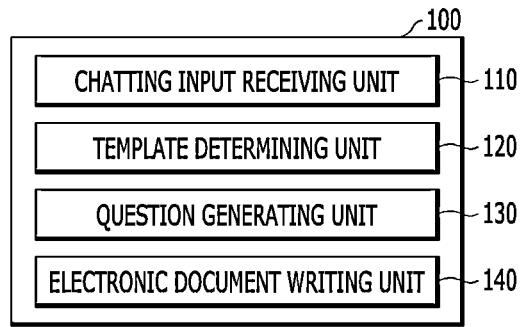 100
CHATTING INPUT RECEIVING UNIT 110
TEMPLATE DETERMINING UNIT 120
QUESTION GENERATING UNIT 130
ELECTRONIC DOCUMENT WRITING UNIT 140